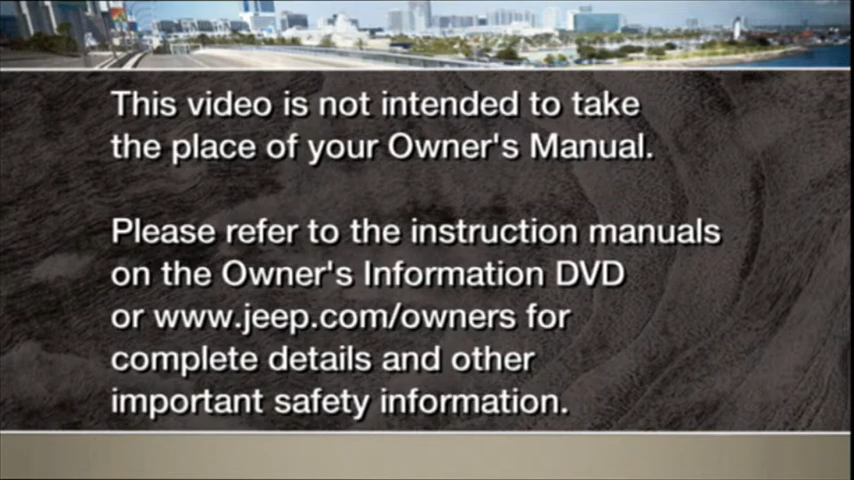 This video is not intended to take
the place of your Owner's Manual.
Please refer to the instruction manuals
on the Owner's Information DVD
or www.jeep.com/owners for
complete details and other
important safety information.